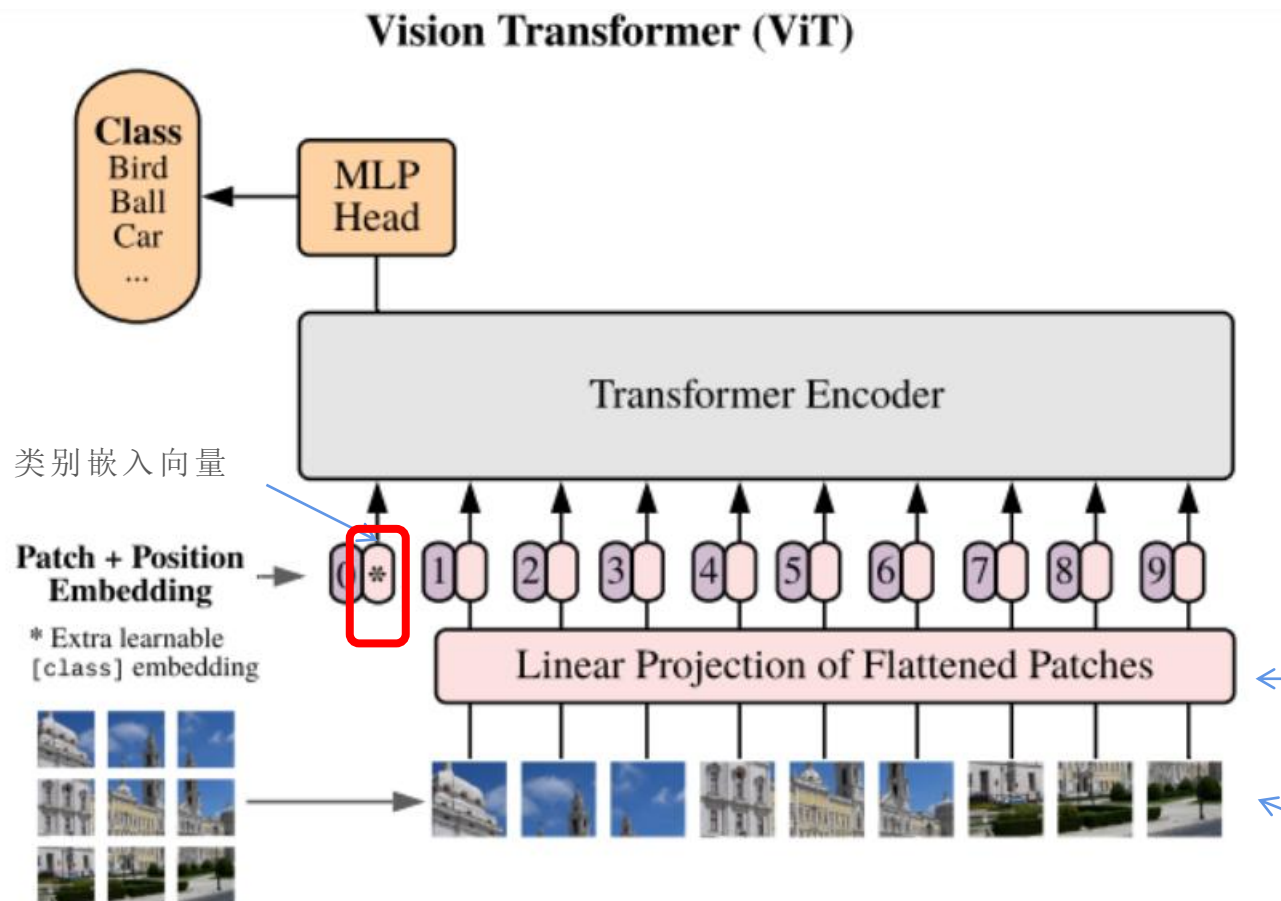 Vision Transformer (ViT)
Class
Bird
Ball
Car
...
MLP
Head
Transformer Encoder
类别嵌入向量
Patch + Position
Embedding
0 * 1 2 3 4 5 6 7 8 9
* Extra learnable
[class] embedding
Linear Projection of Flattened Patches